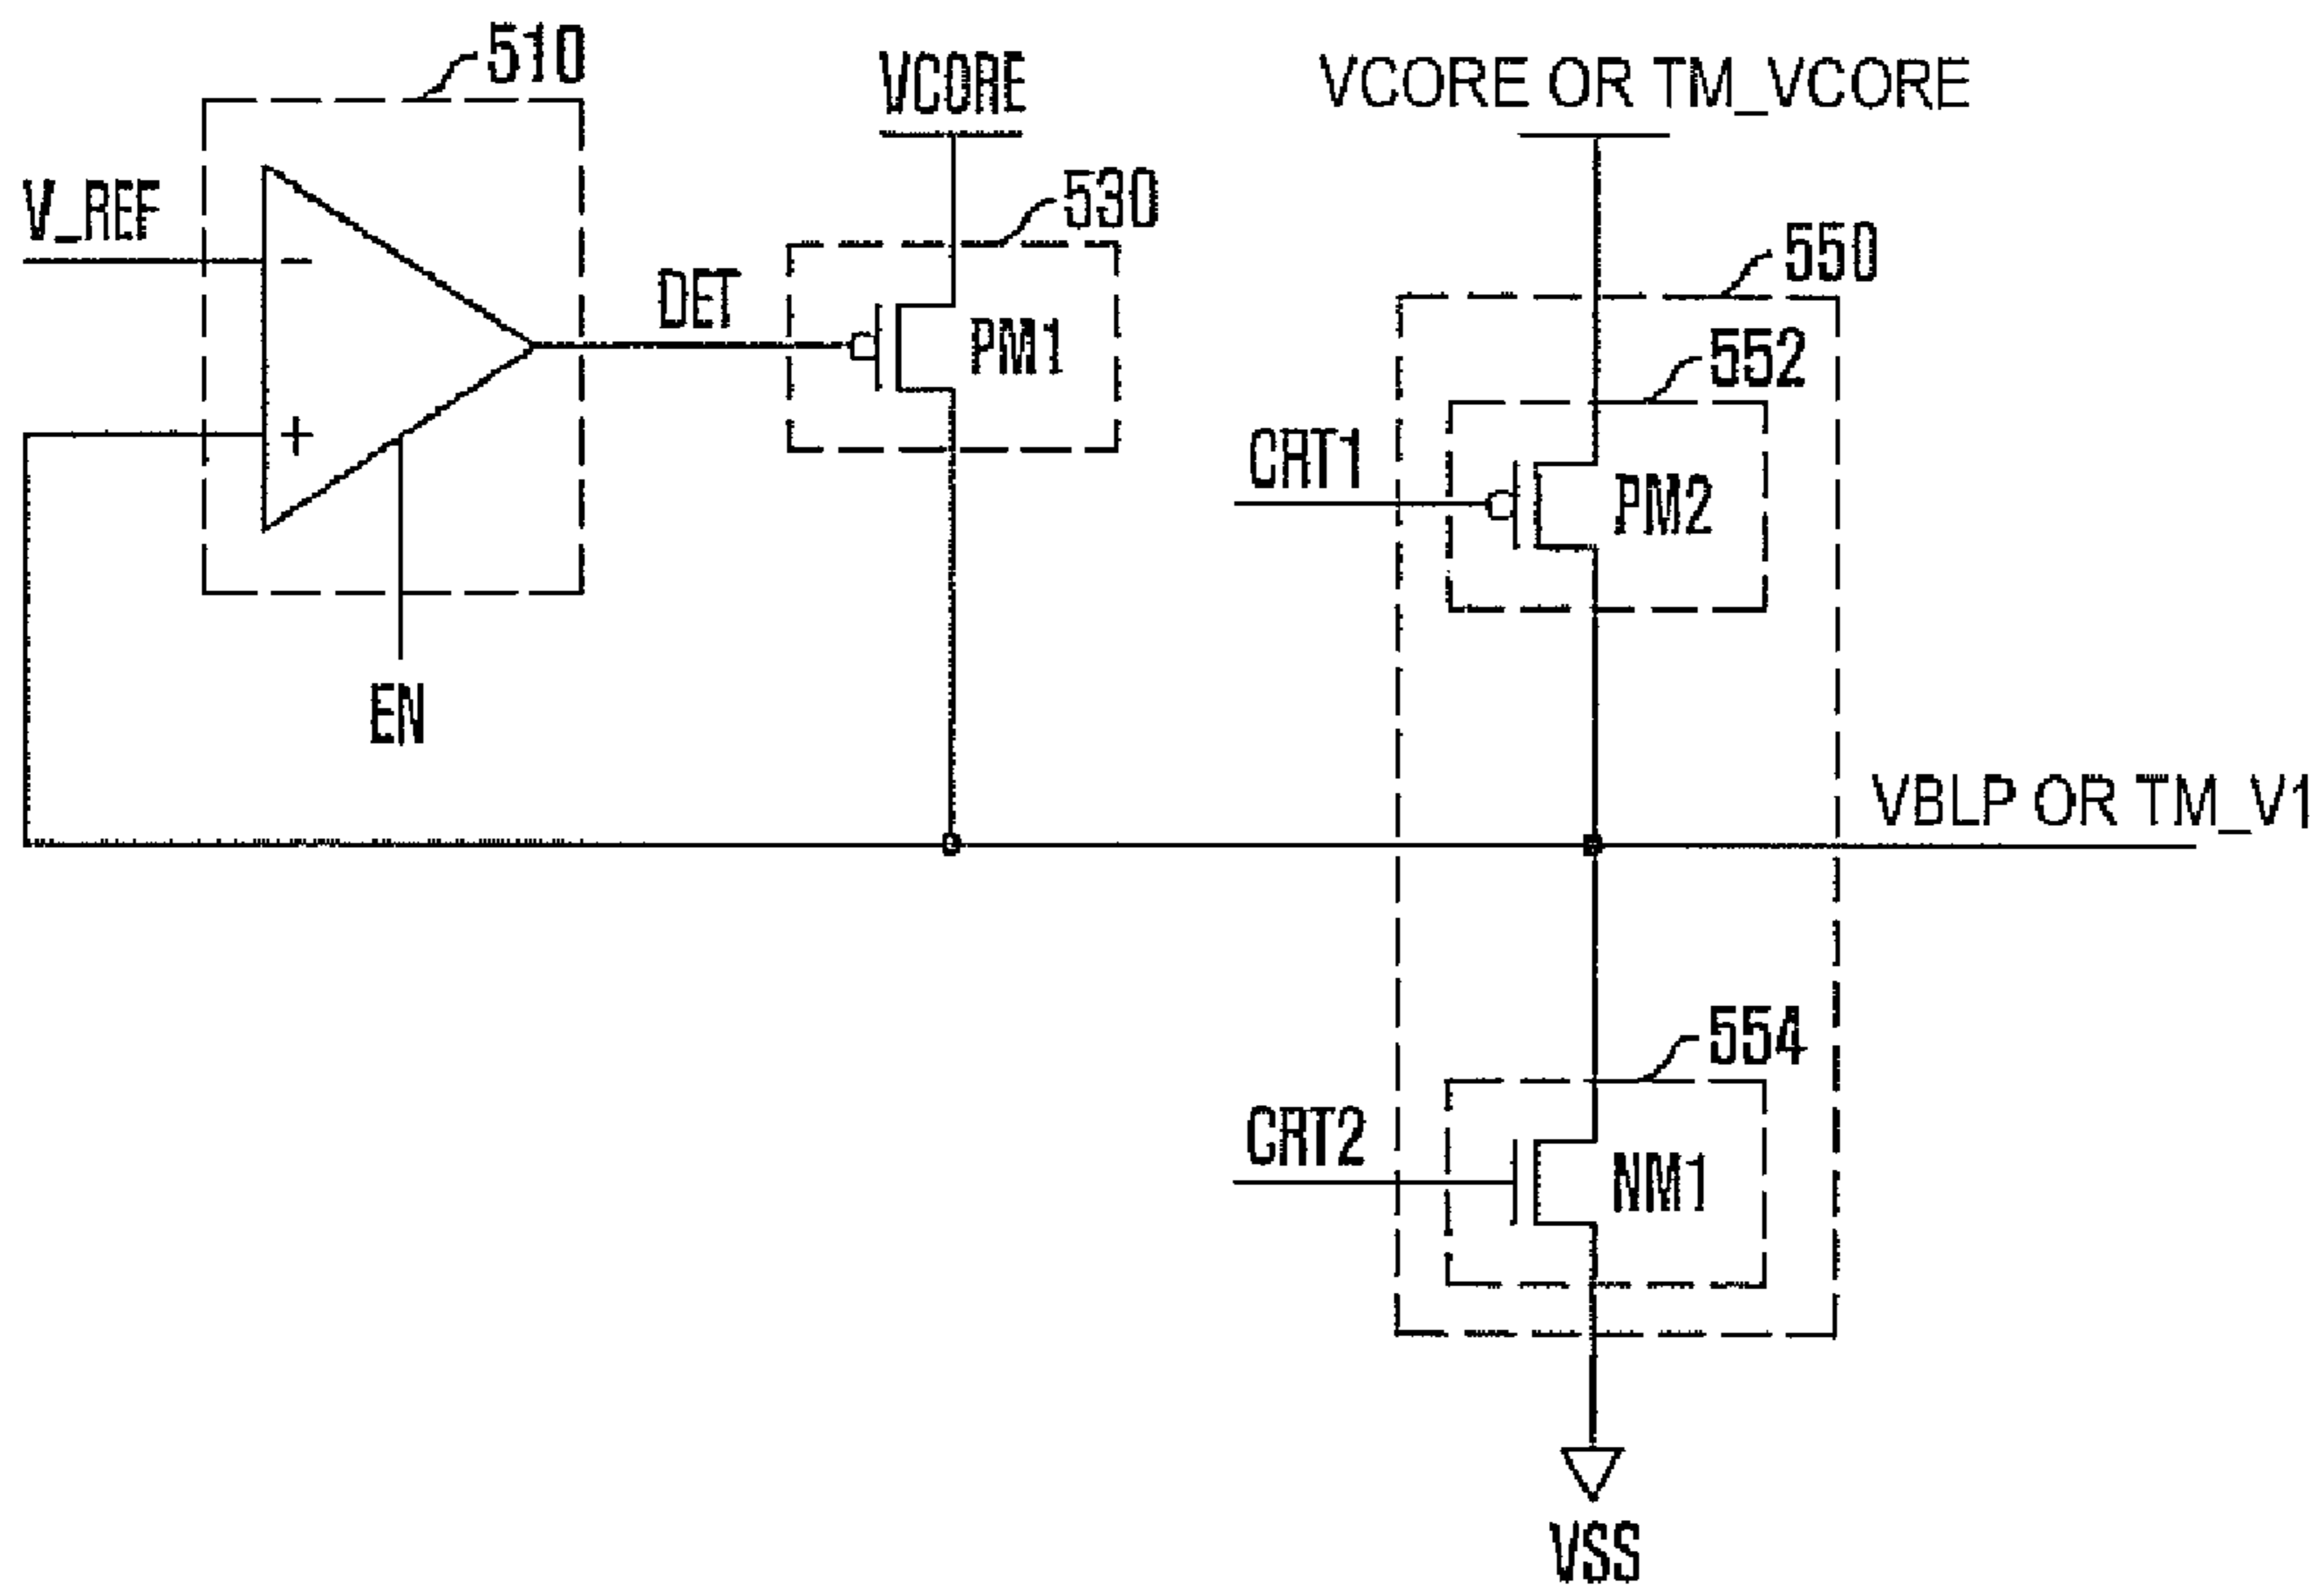 510
VCORE
VCORE OR TM_VCORE
V_REF
530
-
DET
PM1
550
552
+
CRT1
PM2
EN
VBLP OR TM_V1
554
CRT2
NM1
VSS